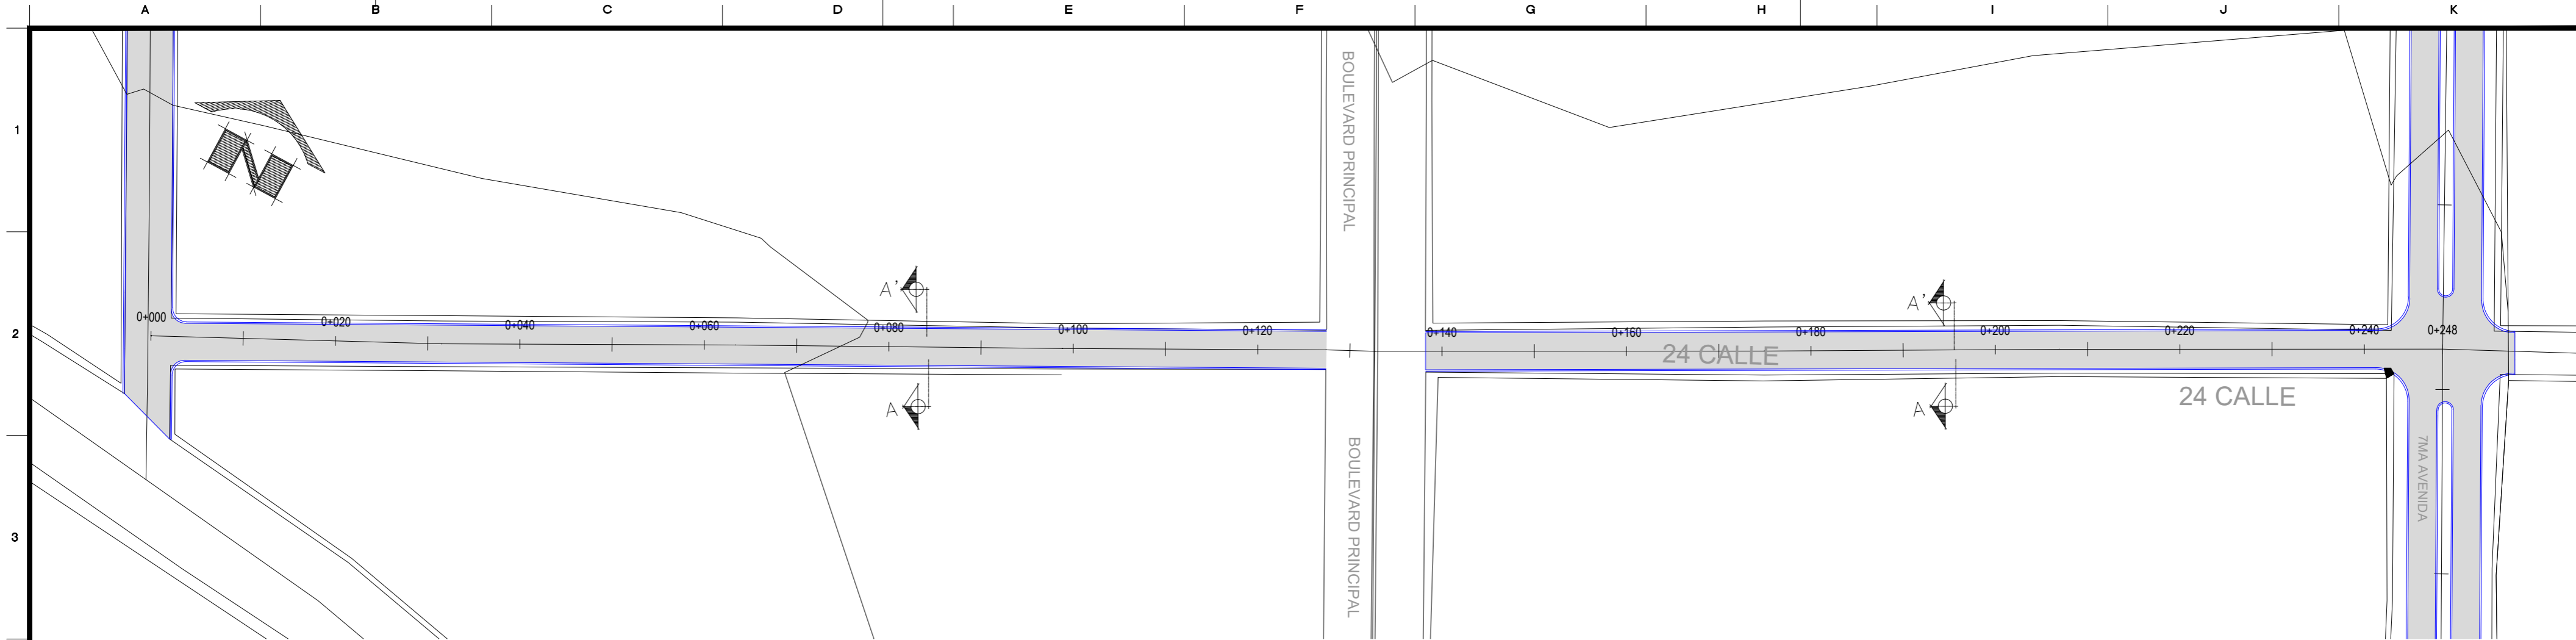 A B C D E F G H I J K
1
2
3
N
BOULEVARD PRINCIPAL
A' A'
0+000 0+020 0+040 0+060 0+080 0+100 0+120 0+140 0+160 0+180 0+200 0+220 0+240 0+248
24 CALLE
24 CALLE
A A
BOULEVARD PRINCIPAL
7MA AVENIDA